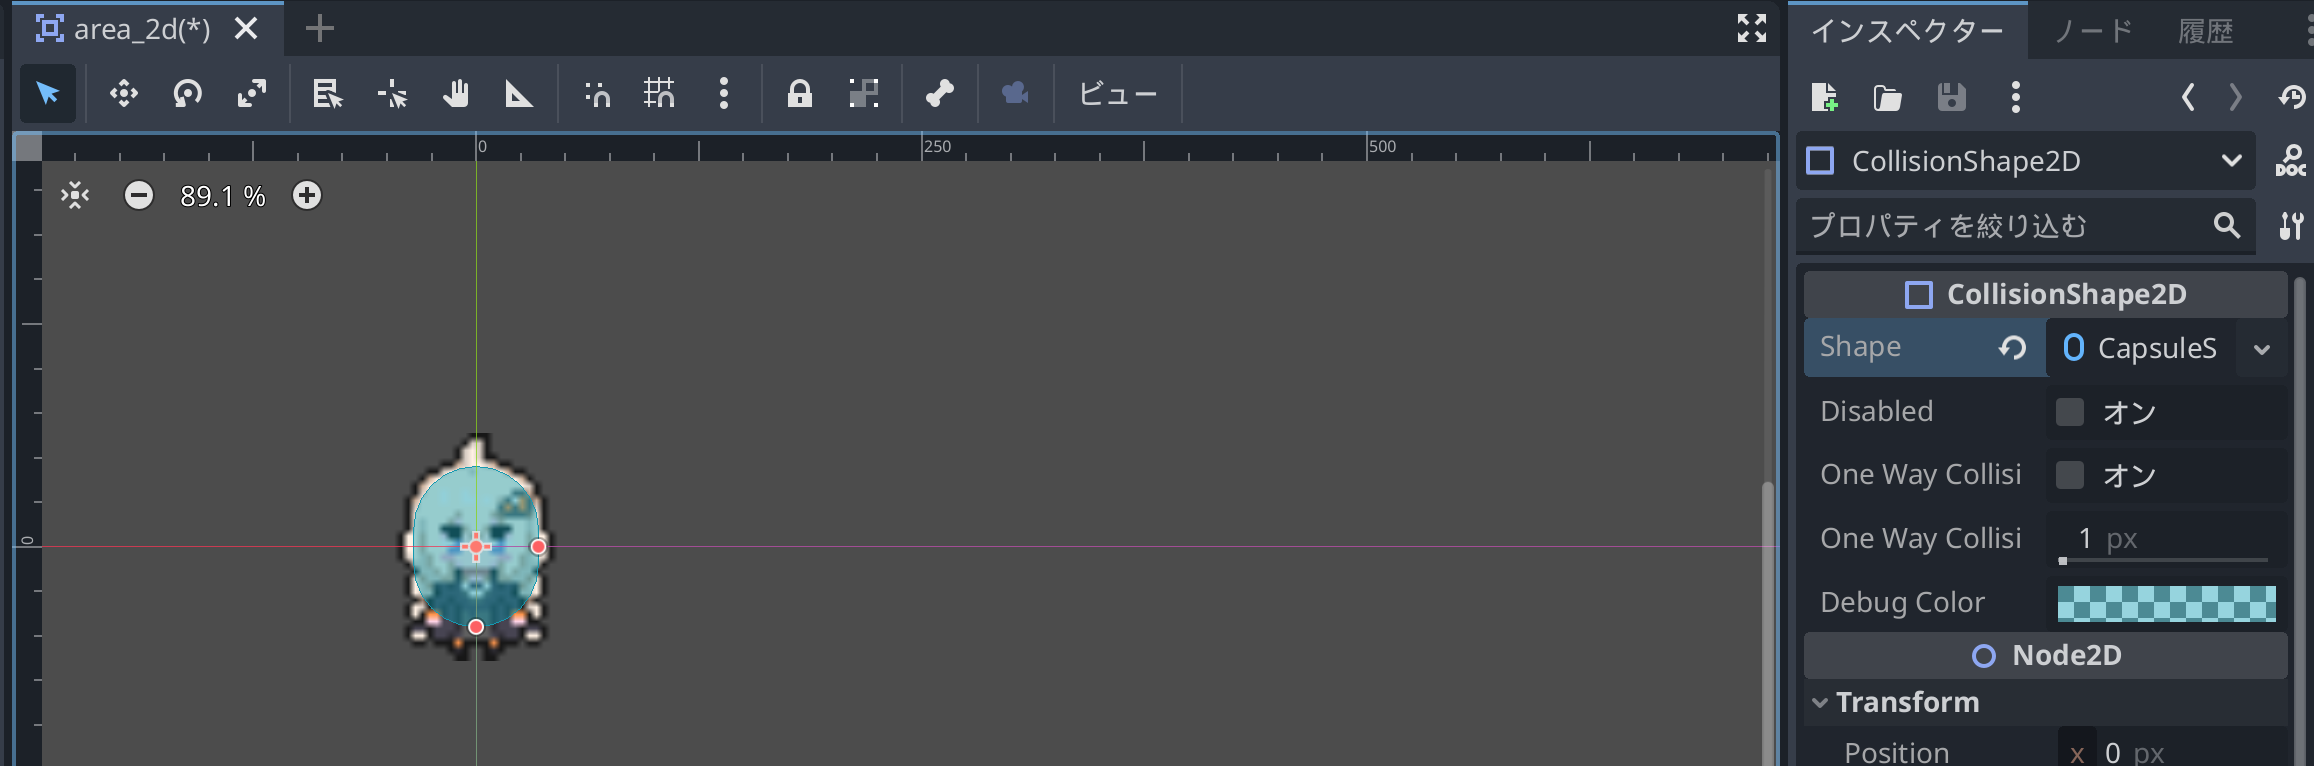 area_2d(*)
インスペクター ノード 履歴
ビュー
0 250 500
89.1 %
0
CollisionShape2D
DOC
プロパティを絞り込む
CollisionShape2D
Shape CapsuleS
Disabled オン
One Way Collisi オン
One Way Collisi 1 px
Debug Color
Node2D
Transform
Position x 0 px